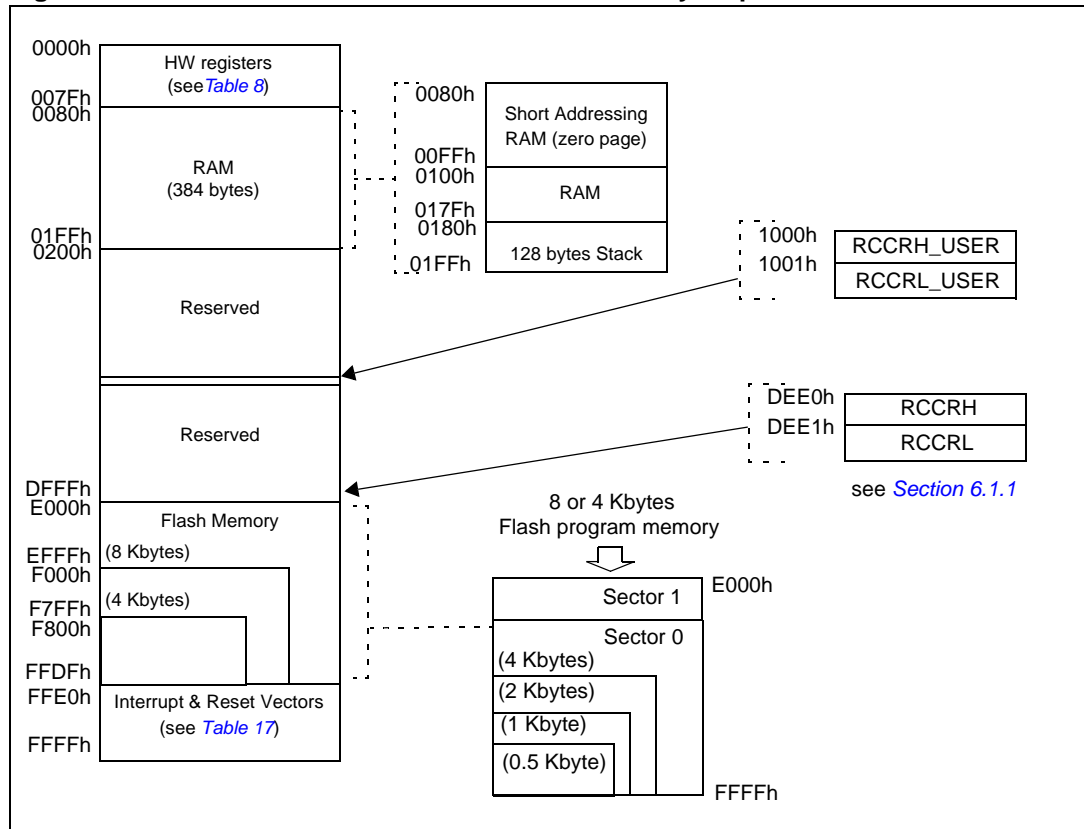 0000h
HW registers
(see Table 8)
007Fh
0080h
RAM
(384 bytes)
01FFh
0200h
Reserved
Reserved
DFFFh
E000h
Flash Memory
EFFFh
(8 Kbytes)
F000h
F7FFh
(4 Kbytes)
F800h
FFDFh
FFE0h
Interrupt & Reset Vectors
(see Table 17)
FFFFh
0080h
Short Addressing
RAM (zero page)
00FFh
0100h
RAM
017Fh
0180h
128 bytes Stack
01FFh
1000h
RCCRH_USER
1001h
RCCRL_USER
DEE0h
RCCRH
DEE1h
RCCRL
see Section 6.1.1
8 or 4 Kbytes
Flash program memory
Sector 1
E000h
Sector 0
(4 Kbytes)
(2 Kbytes)
(1 Kbyte)
(0.5 Kbyte)
FFFFh